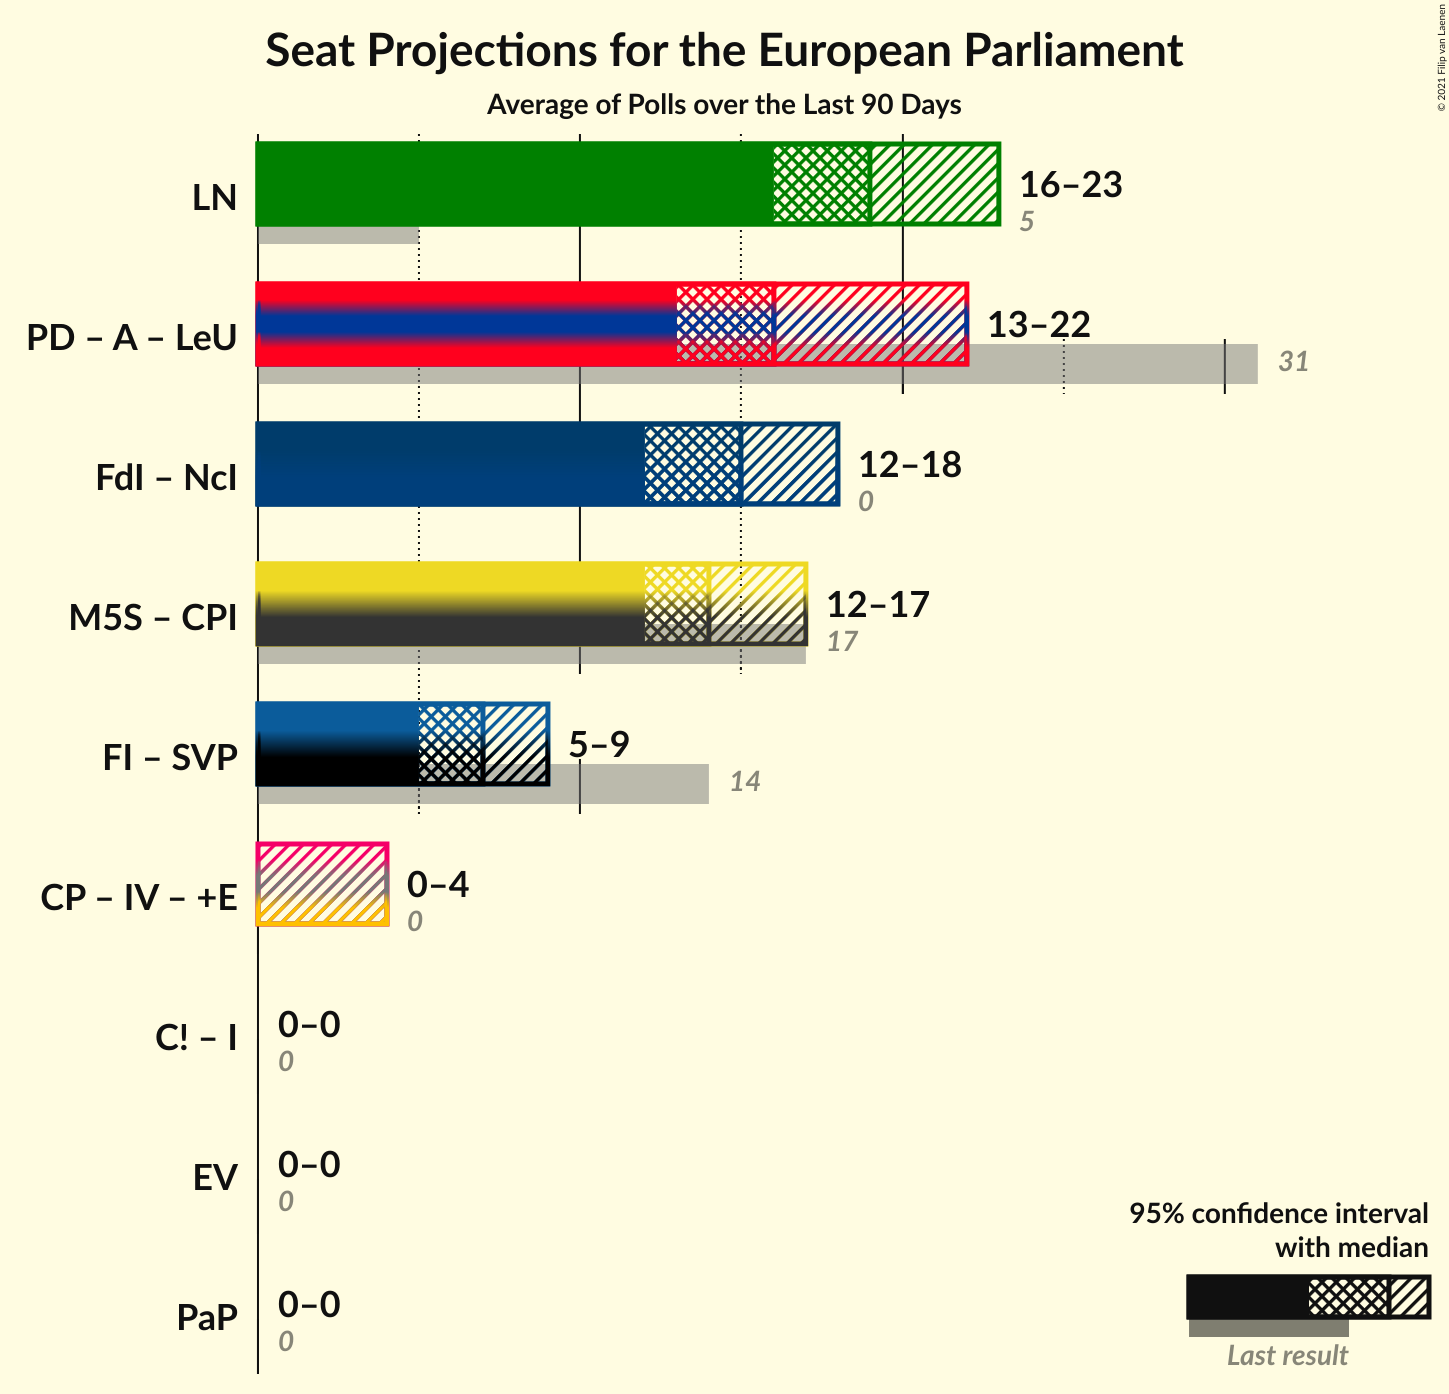 Seat Projections for the European Parliament
Average of Polls over the Last 90 Days
© 2021 Filip van Laenen
LN
16–23
5
PD – A – LeU
13–22
31
FdI – NcI
12–18
0
M5S – CPI
12–17
17
FI – SVP
5–9
14
CP – IV – +E
0–4
0
C! – I
0–0
0
EV
0–0
0
PaP
0–0
0
95% confidence interval
with median
Last result